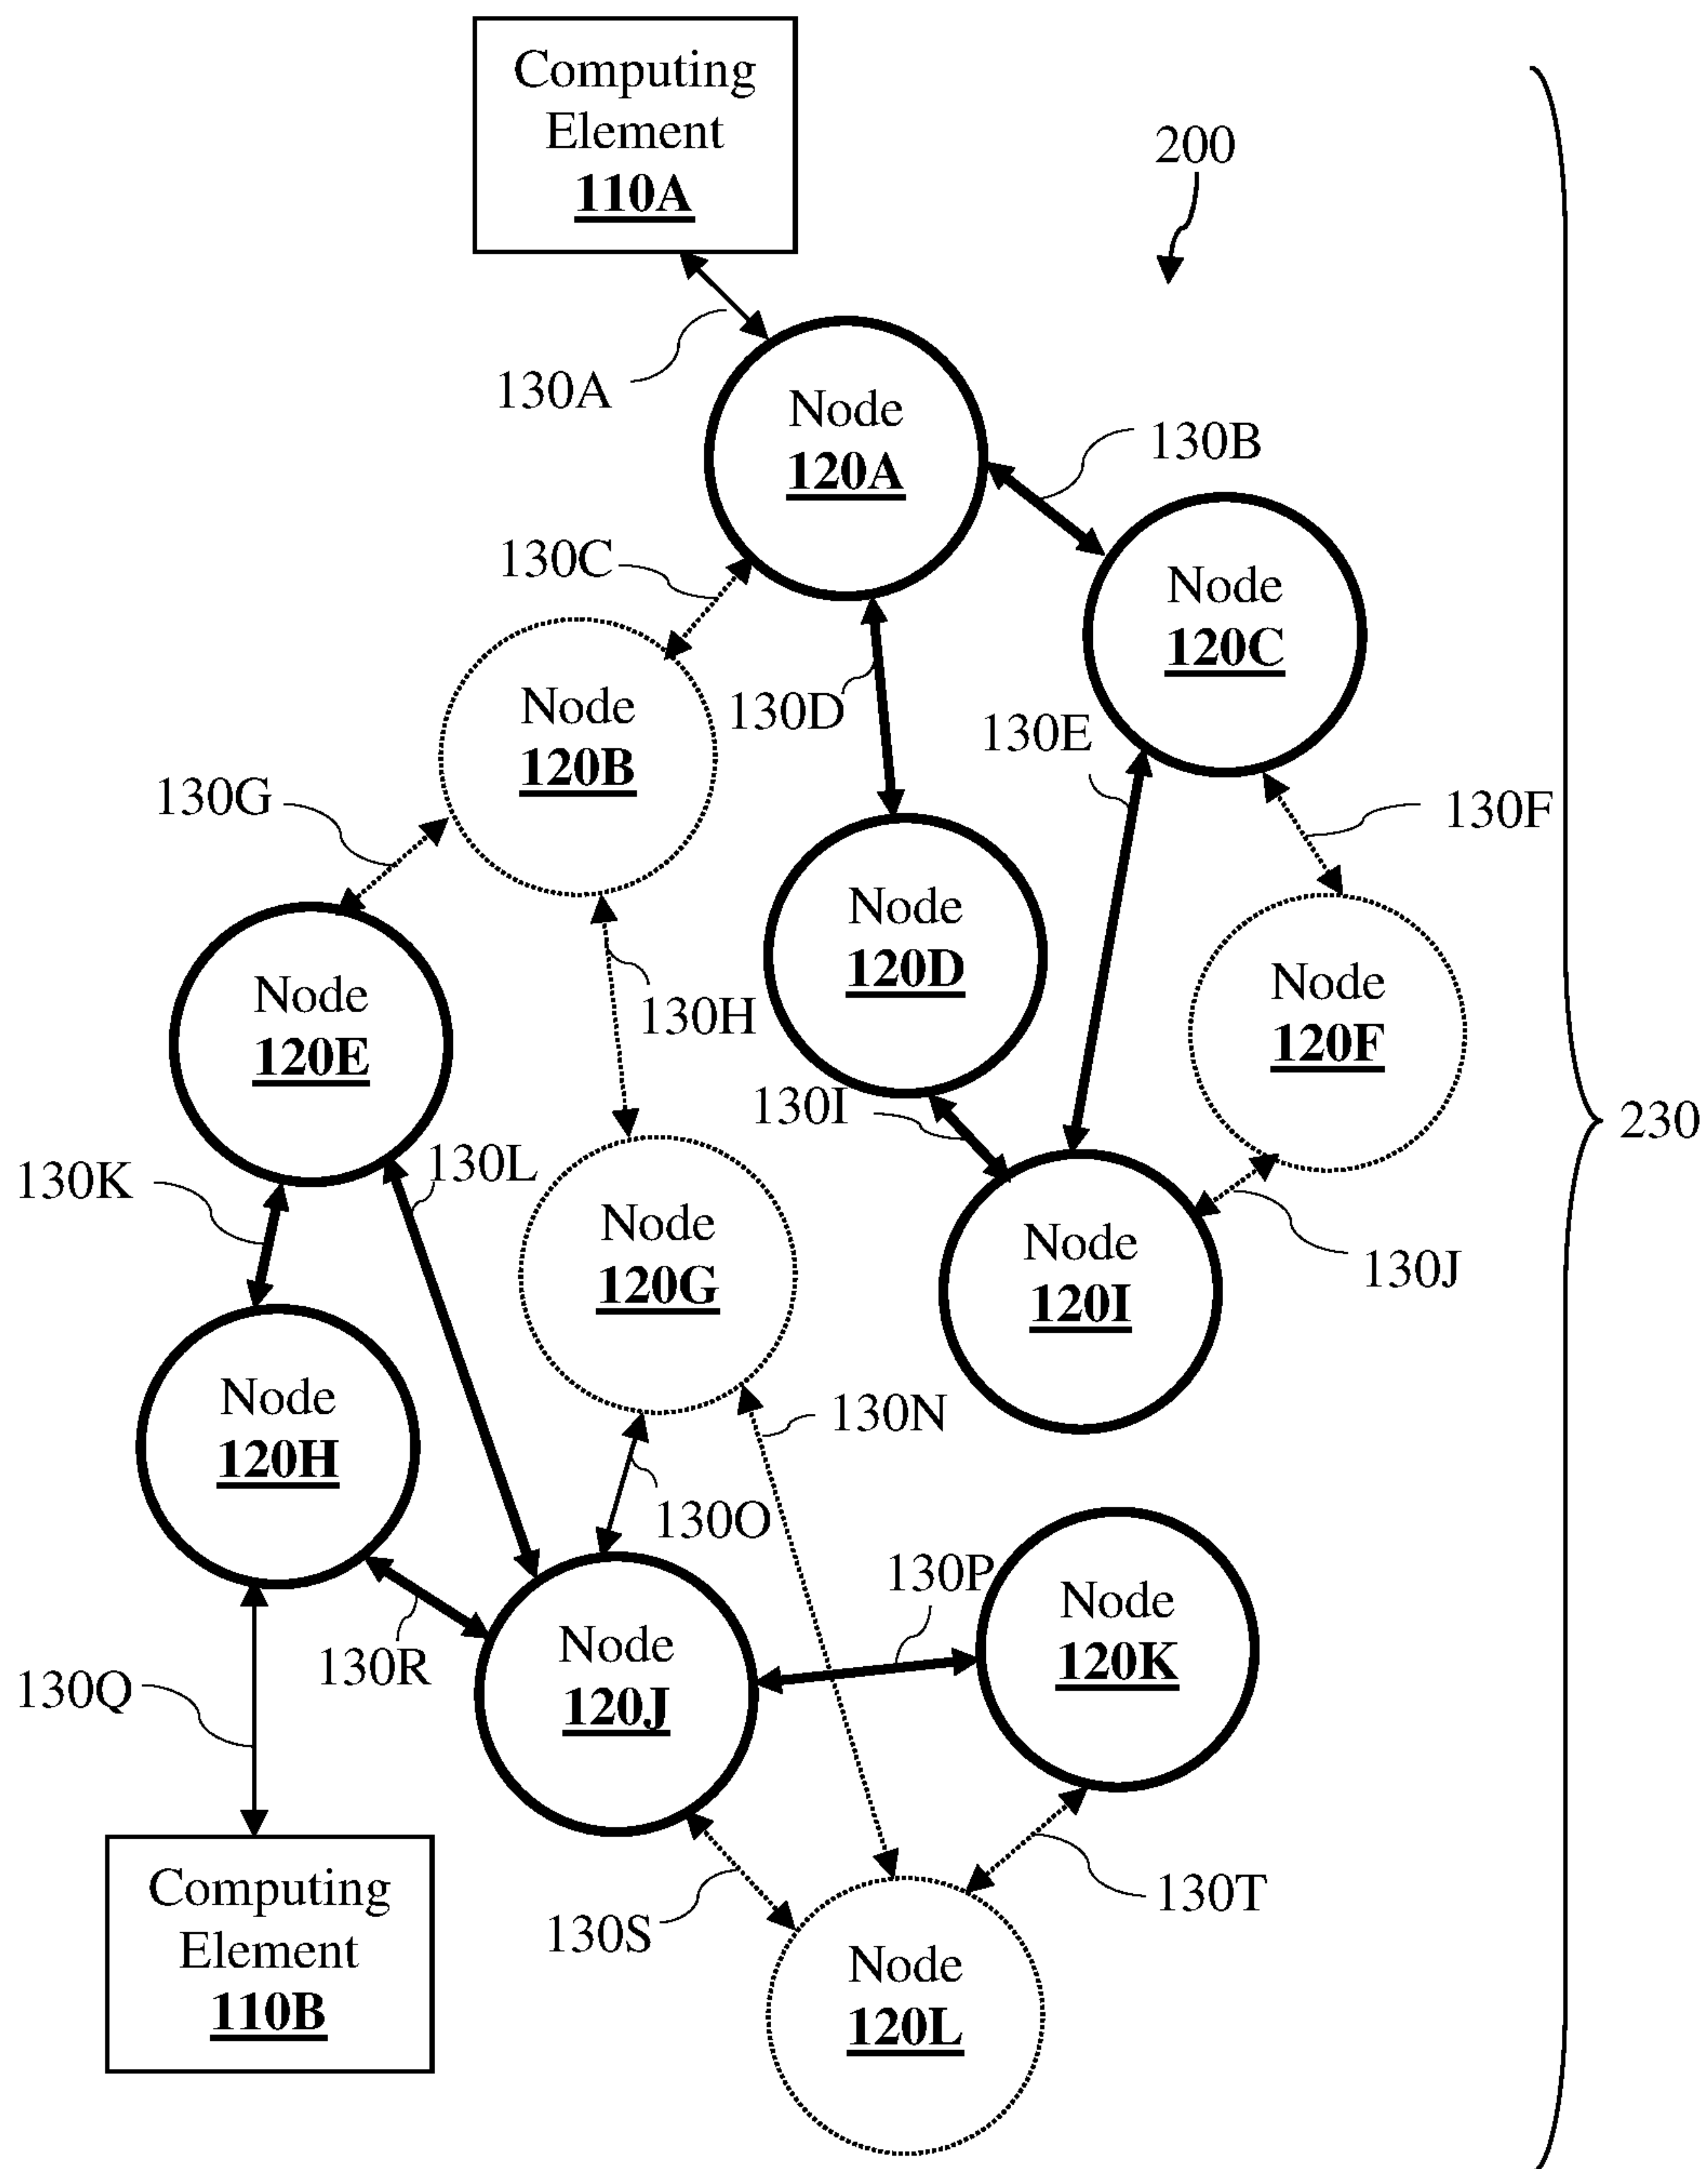 Computing
Element
110A
200
130A
Node
120A
130B
130C
Node
120C
Node
120B
130D
130E
130G
130F
Node
120D
Node
120E
130H
Node
120F
130I
230
130K
130L
Node
120G
Node
120I
130J
Node
120H
130N
130O
130P
Node
120K
130R
Node
120J
130Q
Computing
Element
110B
130S
130T
Node
120L